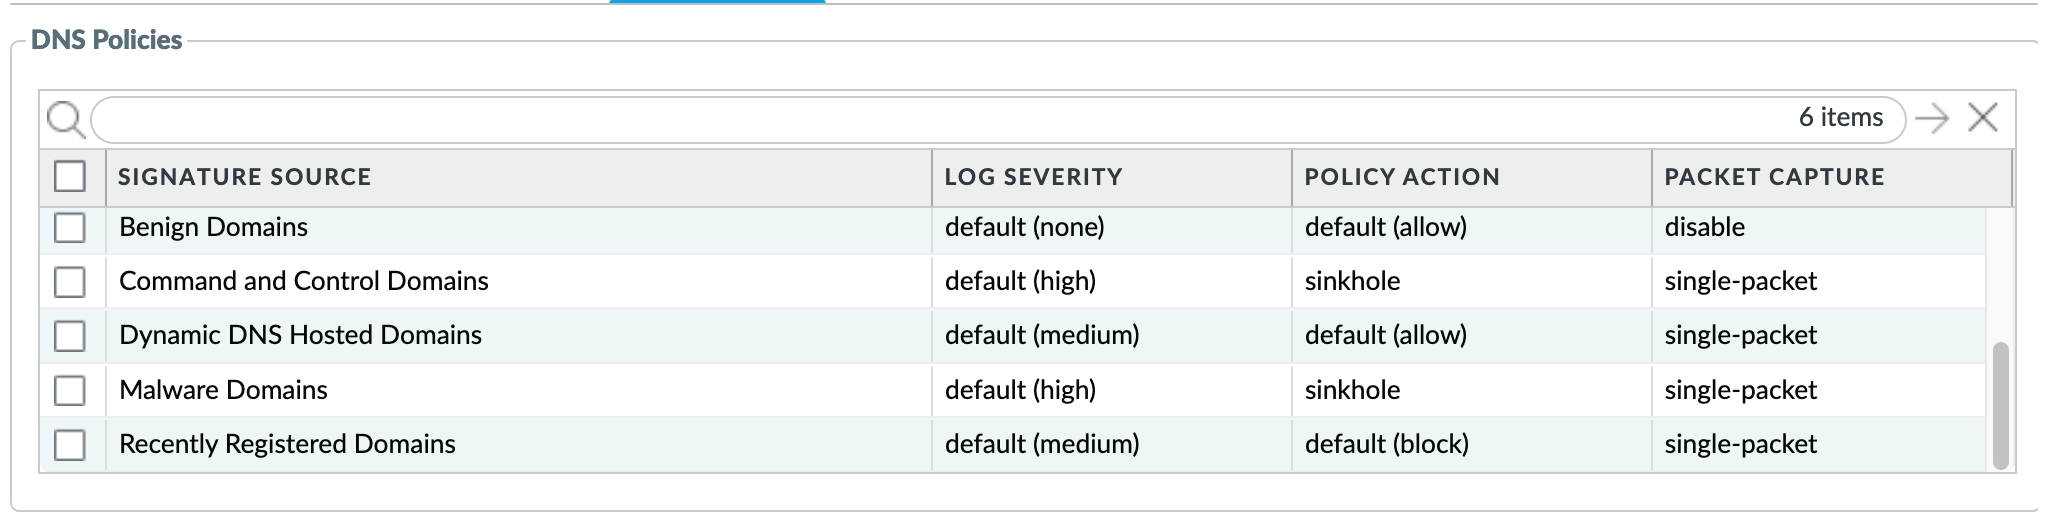 DNS Policies
6 items
SIGNATURE SOURCE LOG SEVERITY POLICY ACTION PACKET CAPTURE
Benign Domains default (none) default (allow) disable
Command and Control Domains default (high) sinkhole single-packet
Dynamic DNS Hosted Domains default (medium) default (allow) single-packet
Malware Domains default (high) sinkhole single-packet
Recently Registered Domains default (medium) default (block) single-packet